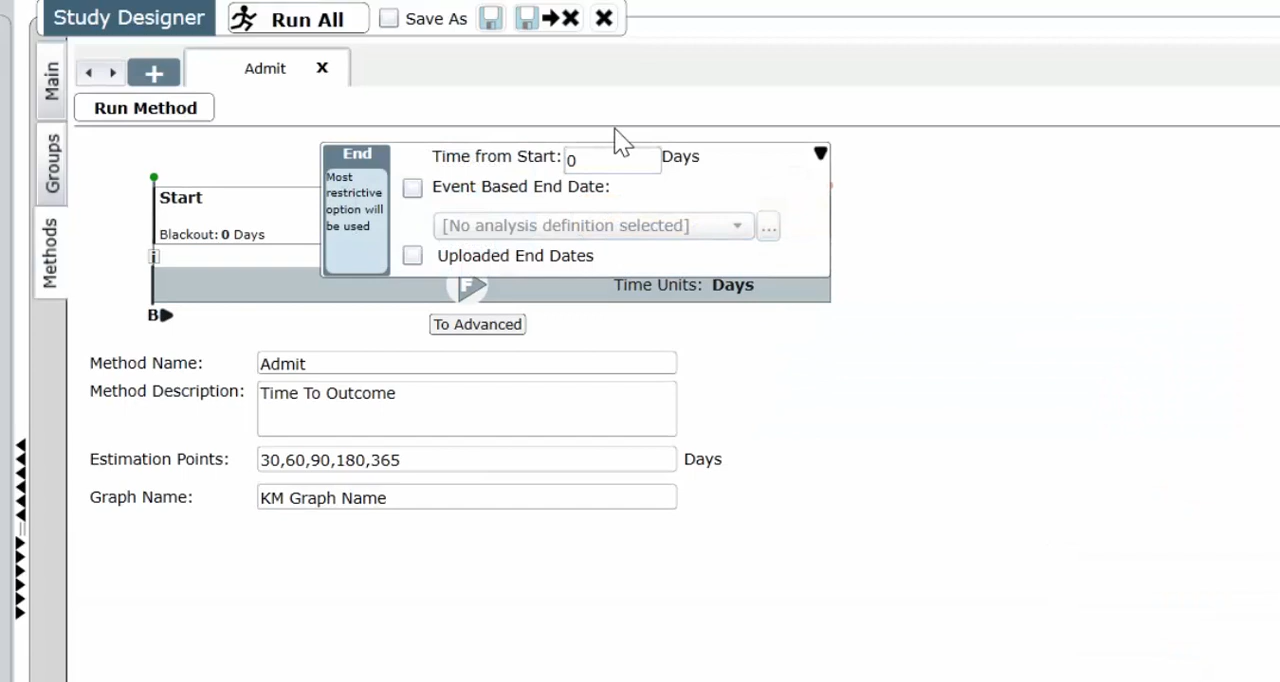 Study Designer
Run All
Save As
Main
Groups
Methods
+
Admit X
Run Method
End
Most
restrictive
option will
be used
Time from Start: 0 Days
Event Based End Date:
[No analysis definition selected]
...
Uploaded End Dates
Start
Blackout: 0 Days
i
F
Time Units: Days
B
To Advanced
Method Name: Admit
Method Description: Time To Outcome
Estimation Points: 30,60,90,180,365 Days
Graph Name: KM Graph Name